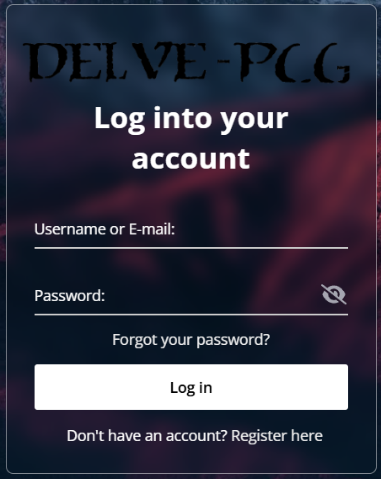 DELVE-PCG
Log into your
account
Username or E-mail:
Password:
Forgot your password?
Log in
Don't have an account? Register here